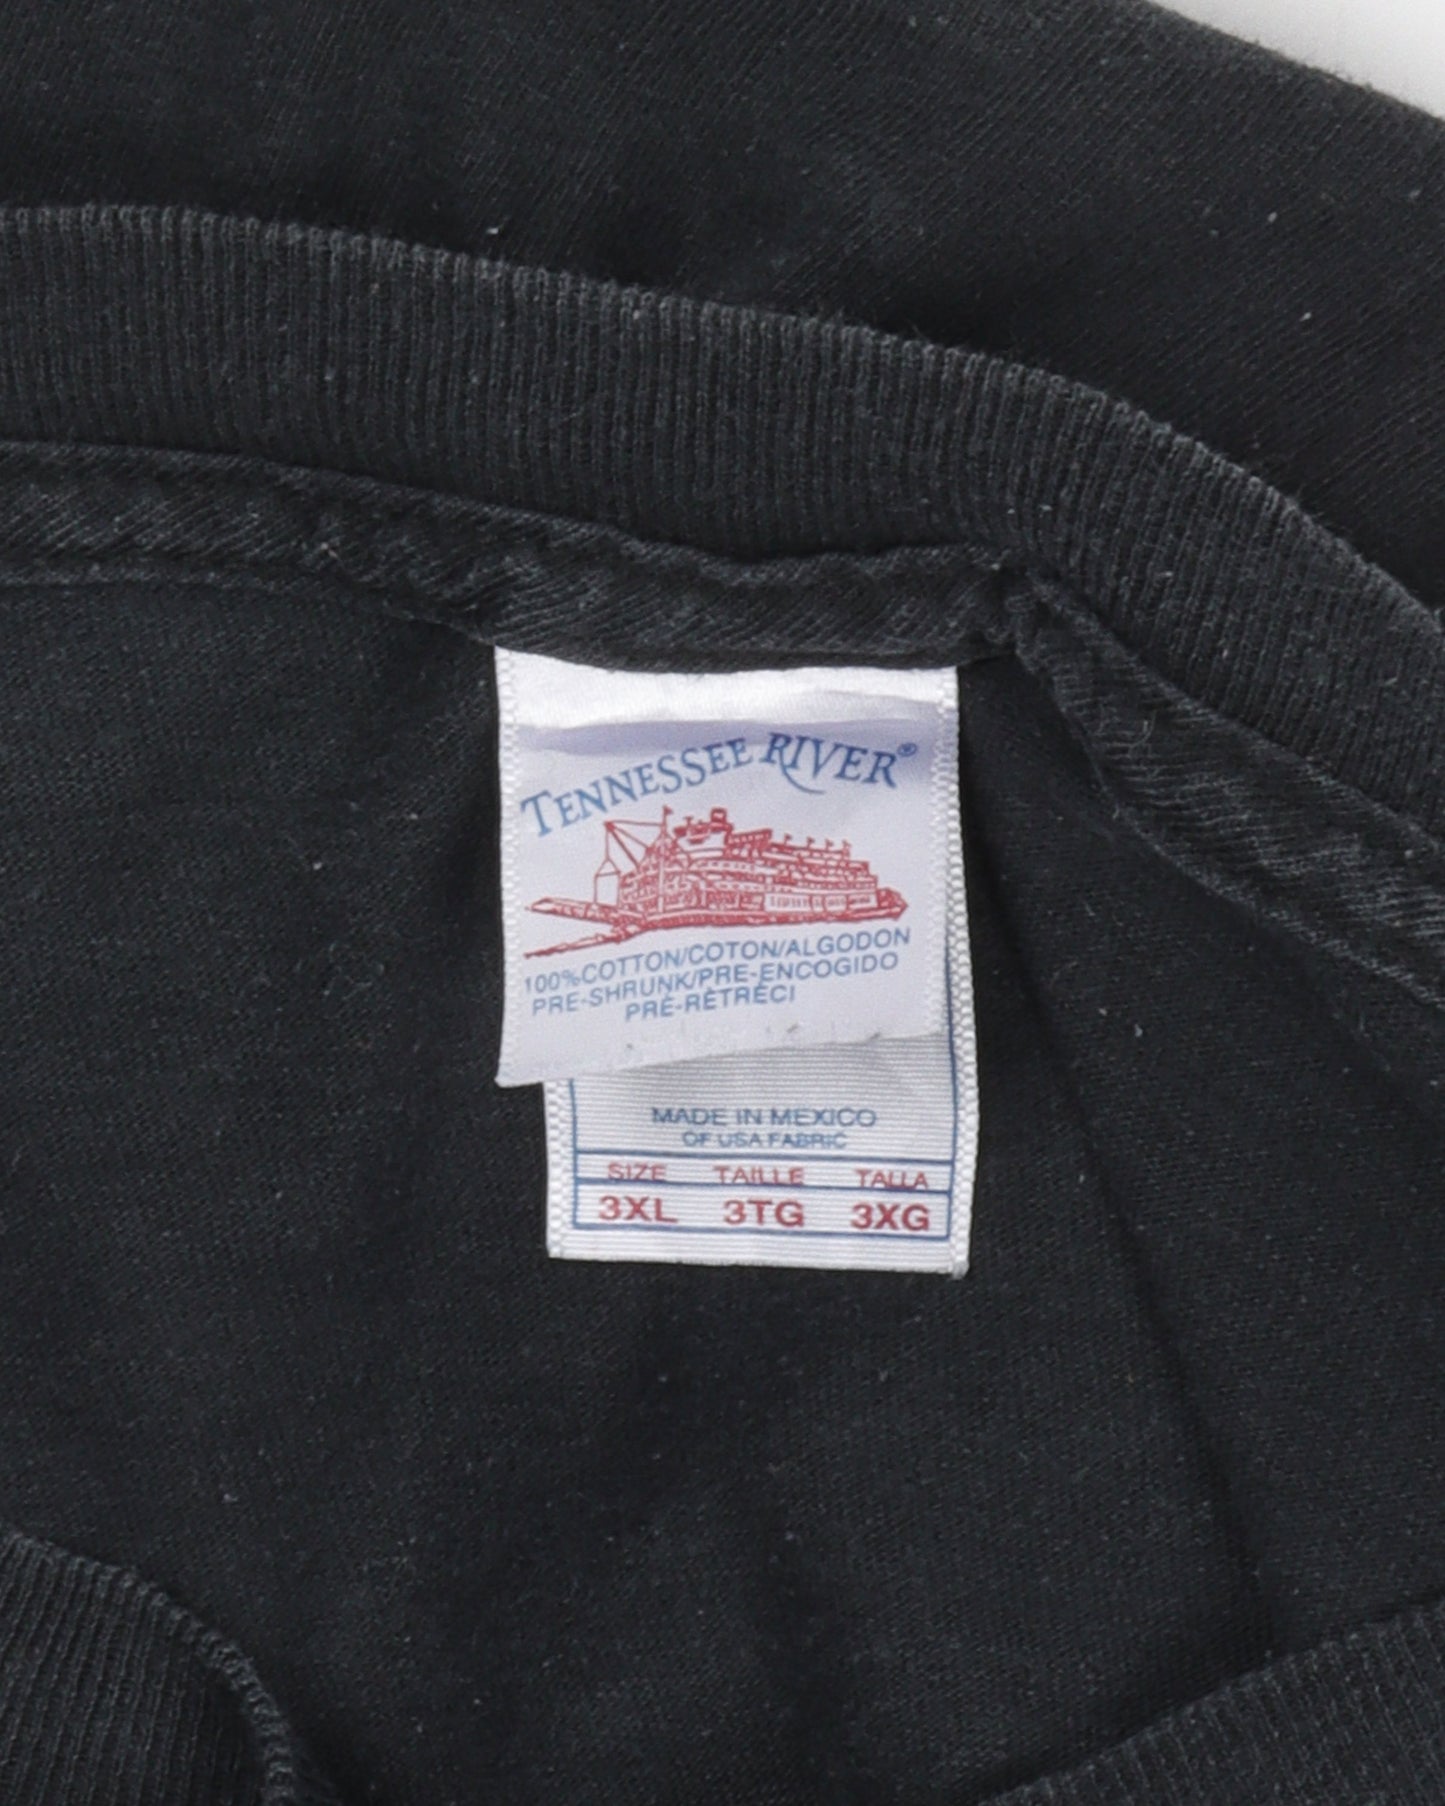 TENNESSEE RIVER®
100%COTTON/COTON/ALGODON
PRE-SHRUNK/PRE-ENCOGIDO
PRÉ-RÉTRÉCI
MADE IN MEXICO
OF USA FABRIC
SIZE TAILLE TALLA
3XL 3TG 3XG